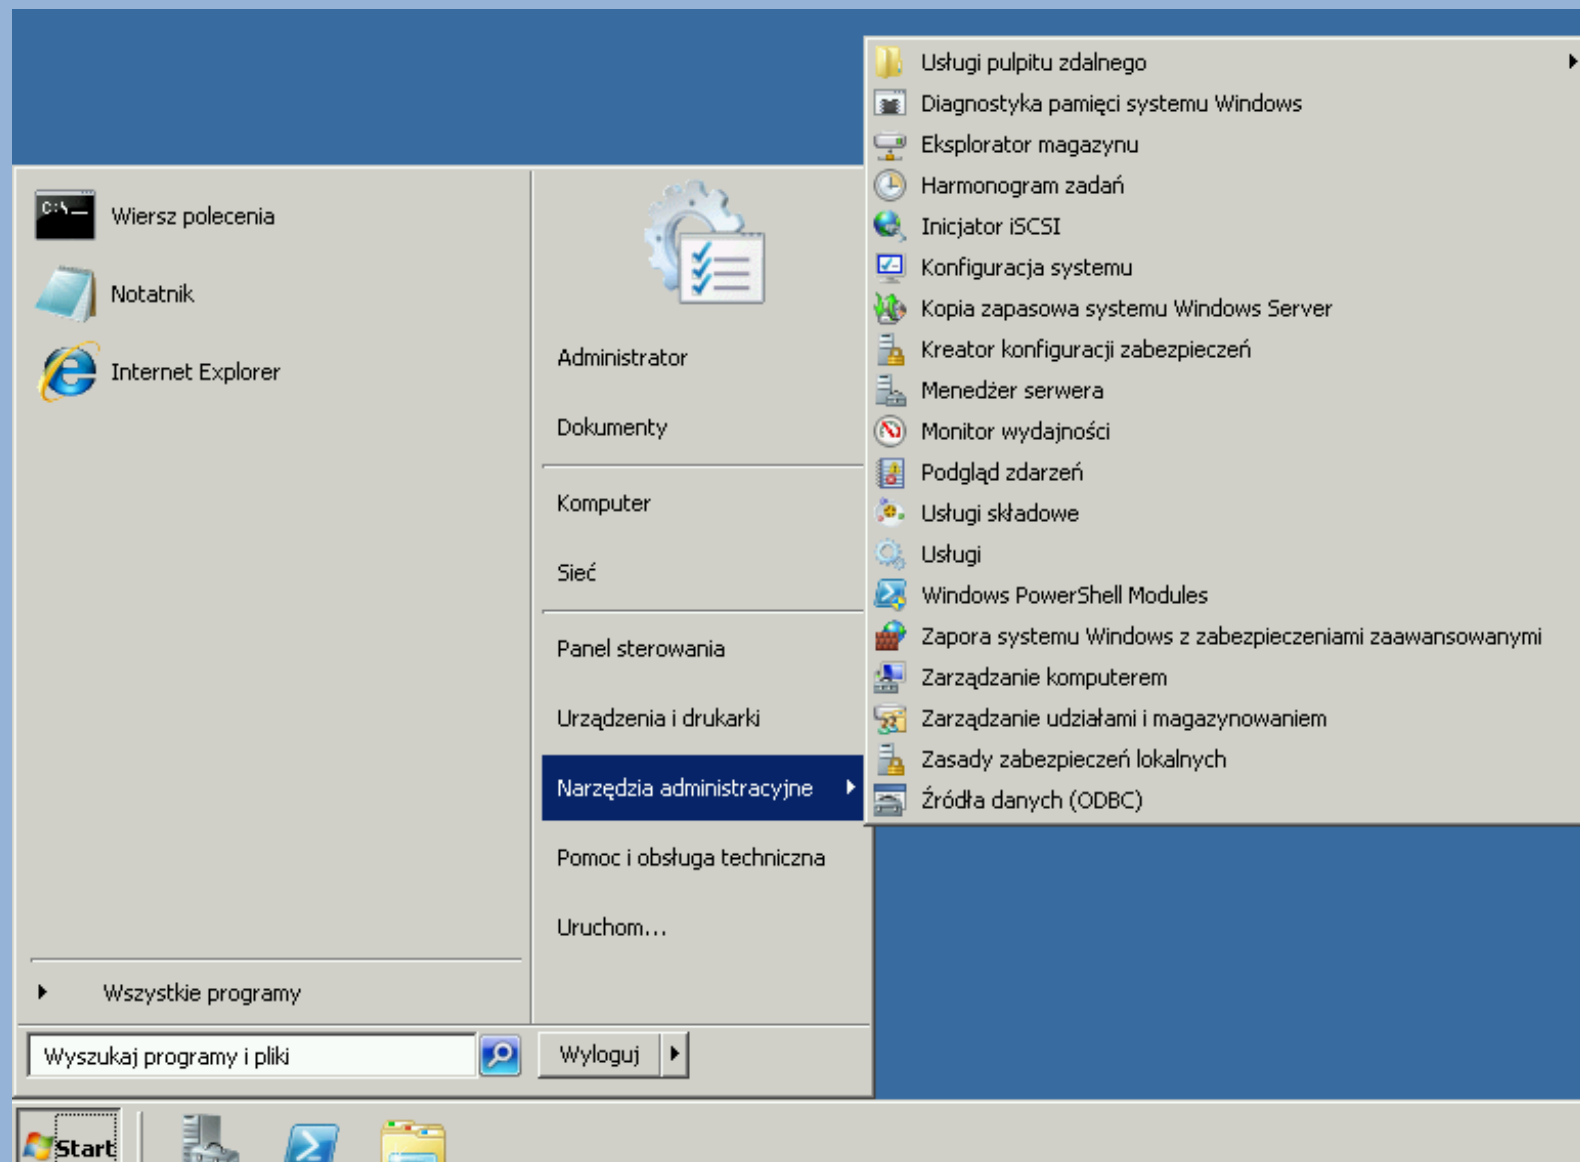 C:\
Wiersz polecenia
Notatnik
Internet Explorer
Wszystkie programy
Wyszukaj programy i pliki
Administrator
Dokumenty
Komputer
Sieć
Panel sterowania
Urządzenia i drukarki
Narzędzia administracyjne
Pomoc i obsługa techniczna
Uruchom...
Wyloguj
Usługi pulpitu zdalnego
Diagnostyka pamięci systemu Windows
Eksplorator magazynu
Harmonogram zadań
Inicjator iSCSI
Konfiguracja systemu
Kopia zapasowa systemu Windows Server
Kreator konfiguracji zabezpieczeń
Menedżer serwera
Monitor wydajności
Podgląd zdarzeń
Usługi składowe
Usługi
Windows PowerShell Modules
Zapora systemu Windows z zabezpieczeniami zaawansowanymi
Zarządzanie komputerem
Zarządzanie udziałami i magazynowaniem
Zasady zabezpieczeń lokalnych
Źródła danych (ODBC)
Start